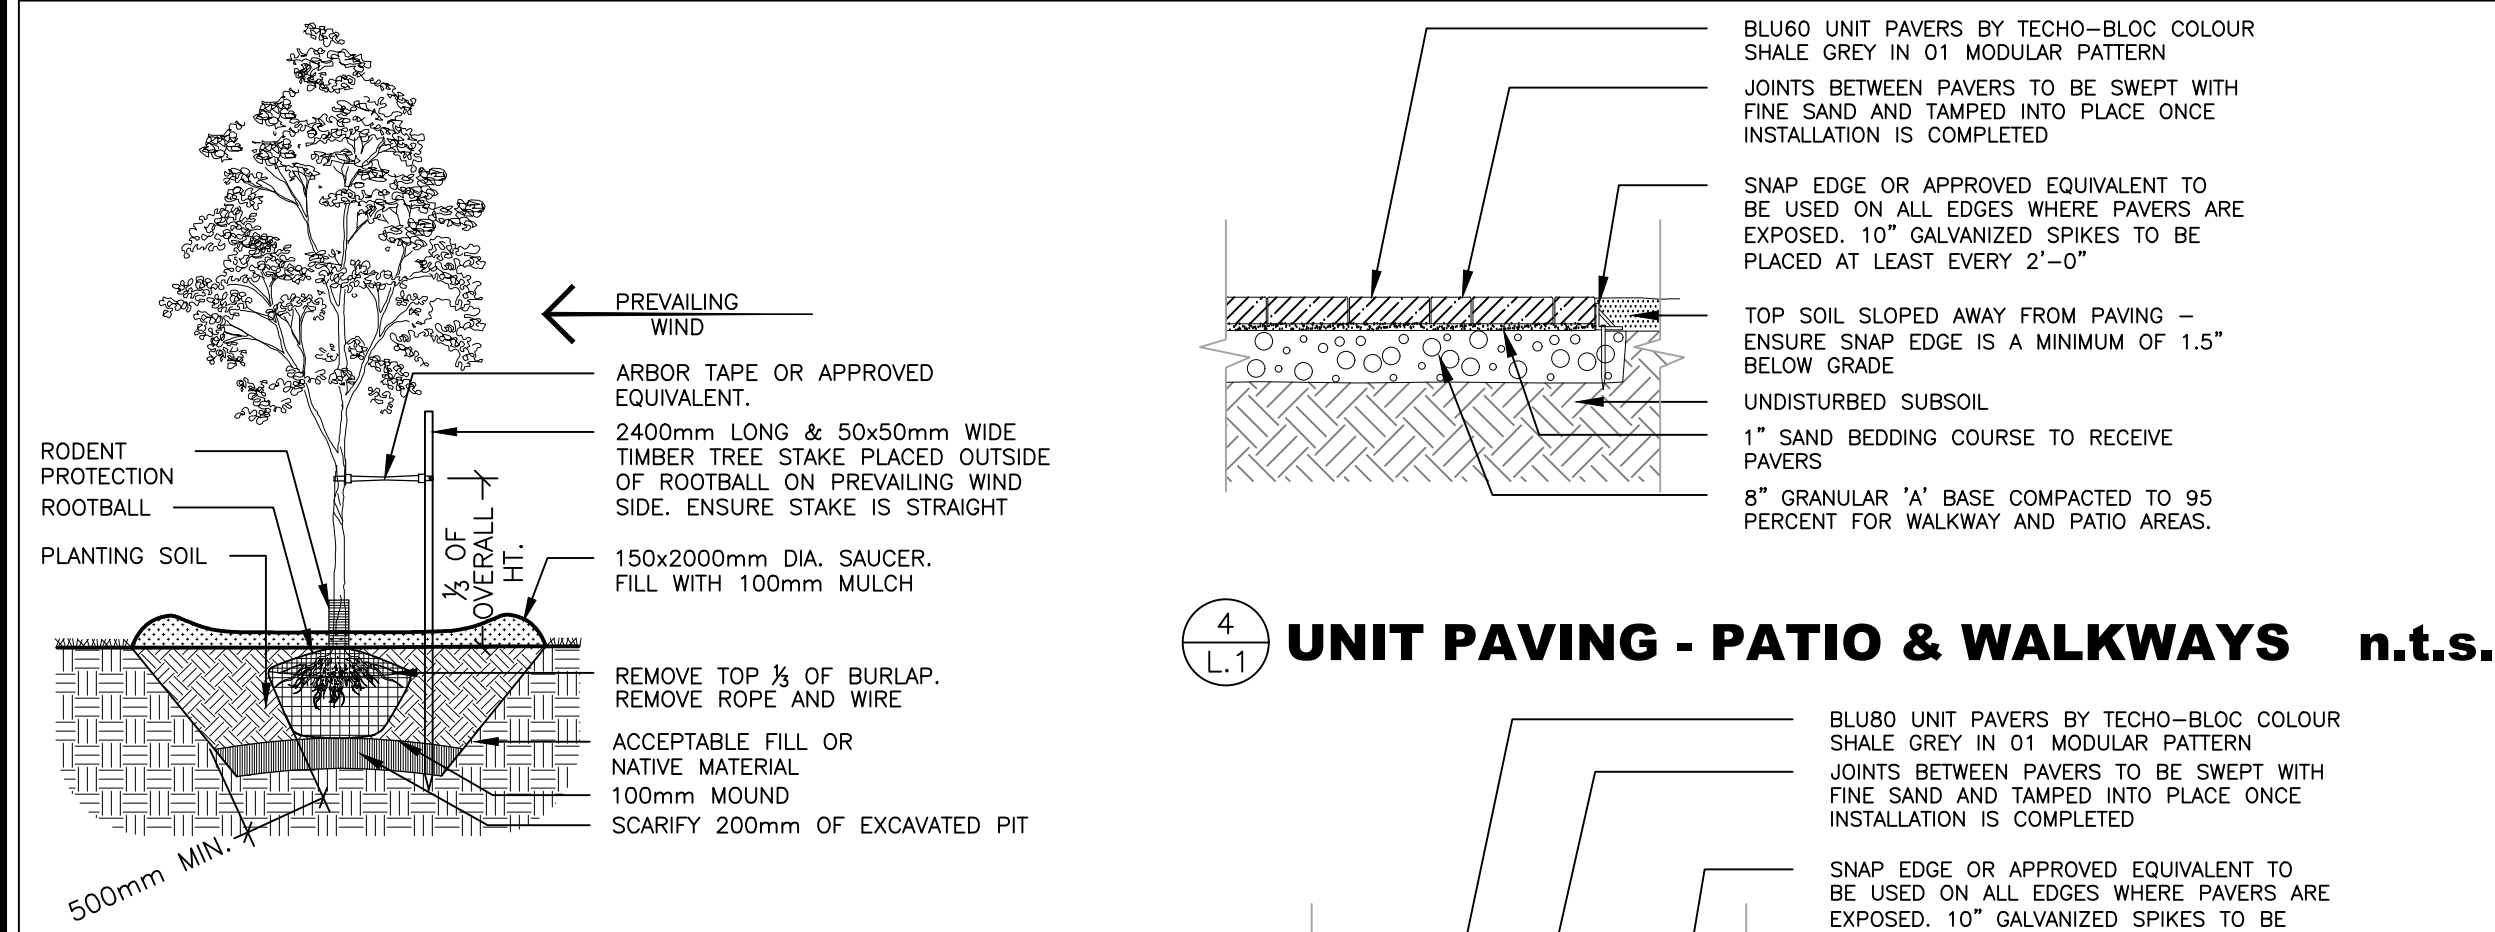 PREVAILING
WIND
ARBOR TAPE OR APPROVED
EQUIVALENT.
2400mm LONG & 50x50mm WIDE
TIMBER TREE STAKE PLACED OUTSIDE
OF ROOTBALL ON PREVAILING WIND
SIDE. ENSURE STAKE IS STRAIGHT
RODENT
PROTECTION
ROOTBALL
PLANTING SOIL
⅓ OF
OVERALL
HT.
150x2000mm DIA. SAUCER.
FILL WITH 100mm MULCH
REMOVE TOP ⅓ OF BURLAP.
REMOVE ROPE AND WIRE
ACCEPTABLE FILL OR
NATIVE MATERIAL
100mm MOUND
SCARIFY 200mm OF EXCAVATED PIT
500mm MIN.
BLU60 UNIT PAVERS BY TECHO-BLOC COLOUR
SHALE GREY IN 01 MODULAR PATTERN
JOINTS BETWEEN PAVERS TO BE SWEPT WITH
FINE SAND AND TAMPED INTO PLACE ONCE
INSTALLATION IS COMPLETED
SNAP EDGE OR APPROVED EQUIVALENT TO
BE USED ON ALL EDGES WHERE PAVERS ARE
EXPOSED. 10" GALVANIZED SPIKES TO BE
PLACED AT LEAST EVERY 2'-0"
TOP SOIL SLOPED AWAY FROM PAVING -
ENSURE SNAP EDGE IS A MINIMUM OF 1.5"
BELOW GRADE
UNDISTURBED SUBSOIL
1" SAND BEDDING COURSE TO RECEIVE
PAVERS
8" GRANULAR 'A' BASE COMPACTED TO 95
PERCENT FOR WALKWAY AND PATIO AREAS.
4
L.1
UNIT PAVING - PATIO & WALKWAYS n.t.s.
BLU80 UNIT PAVERS BY TECHO-BLOC COLOUR
SHALE GREY IN 01 MODULAR PATTERN
JOINTS BETWEEN PAVERS TO BE SWEPT WITH
FINE SAND AND TAMPED INTO PLACE ONCE
INSTALLATION IS COMPLETED
SNAP EDGE OR APPROVED EQUIVALENT TO
BE USED ON ALL EDGES WHERE PAVERS ARE
EXPOSED. 10" GALVANIZED SPIKES TO BE